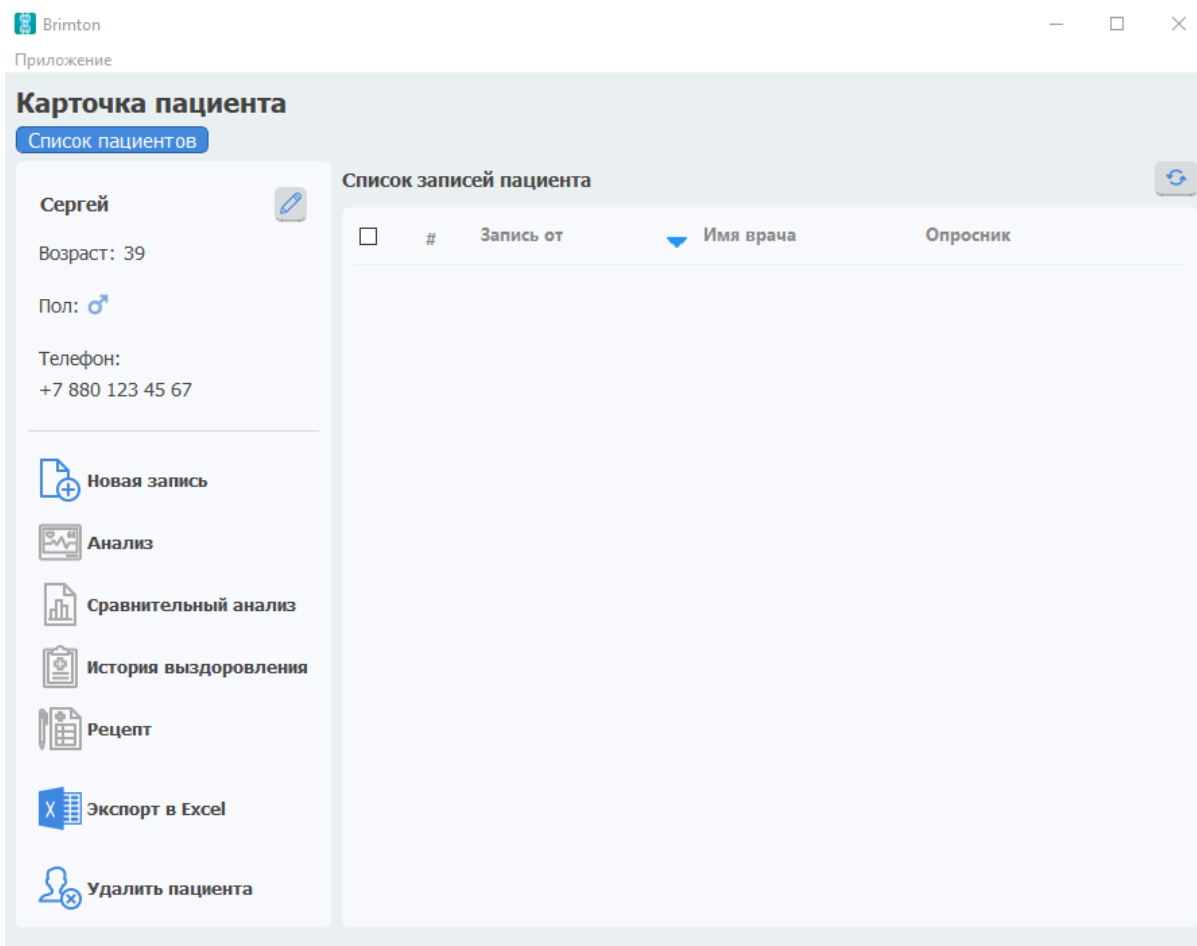 Brimton
Приложение
Карточка пациента
Список пациентов
Сергей
Возраст: 39
Пол:
Телефон:
+7 880 123 45 67
Новая запись
Анализ
Сравнительный анализ
История выздоровления
Рецепт
X
Экспорт в Excel
Удалить пациента
Список записей пациента
# Запись от Имя врача Опросник